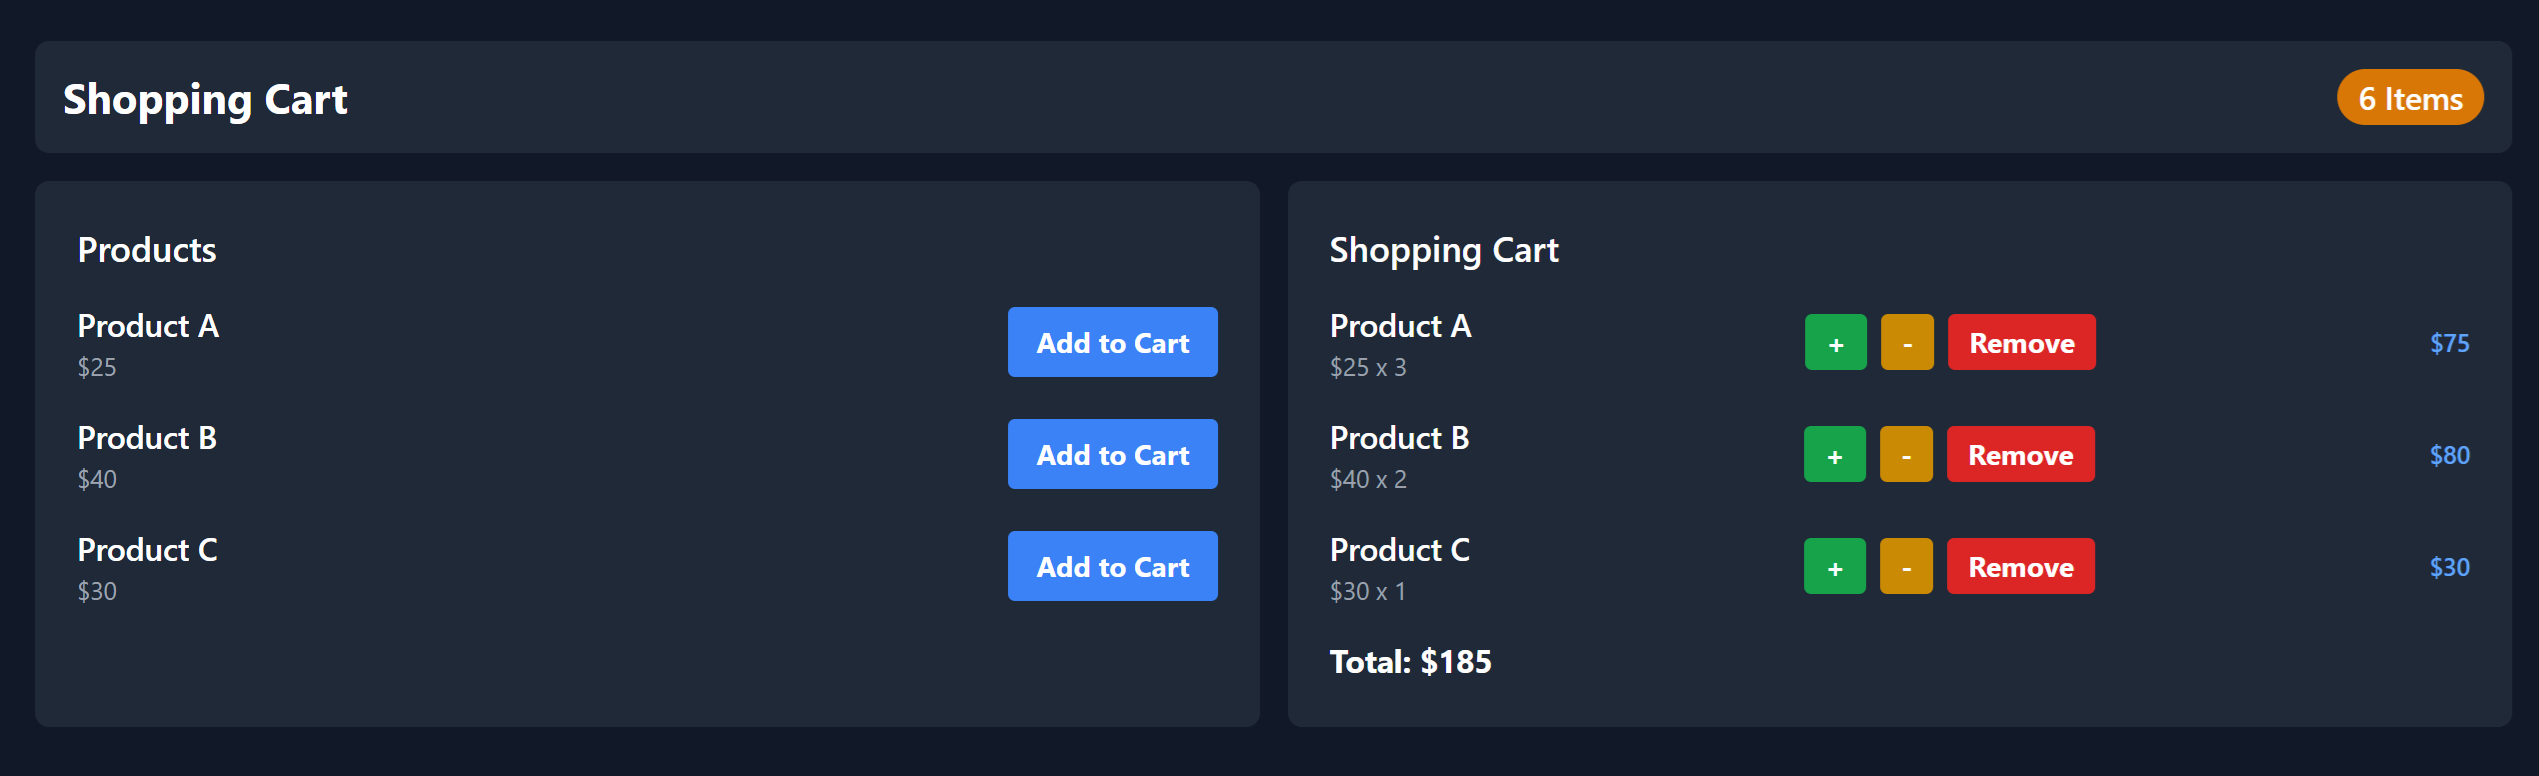 Shopping Cart
6 Items
Products
Product A
$25
Add to Cart
Product B
$40
Add to Cart
Product C
$30
Add to Cart
Shopping Cart
Product A
$25 x 3
+ - Remove
$75
Product B
$40 x 2
+ - Remove
$80
Product C
$30 x 1
+ - Remove
$30
Total: $185